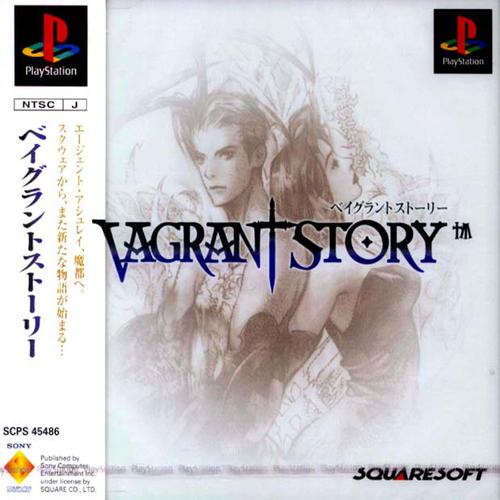 PlayStation
NTSC J
エージェント・アシュレイ、魔都へ。
スクウェアから、また新たな物語が始まる…
ベイグラントストーリー
SCPS 45486
SONY
Published by
Sony Computer
Entertainment Inc.
under license by
SQUARE CO., LTD.
PlayStation
ベイグラントストーリー
VAGRANT STORY
SQUARESOFT